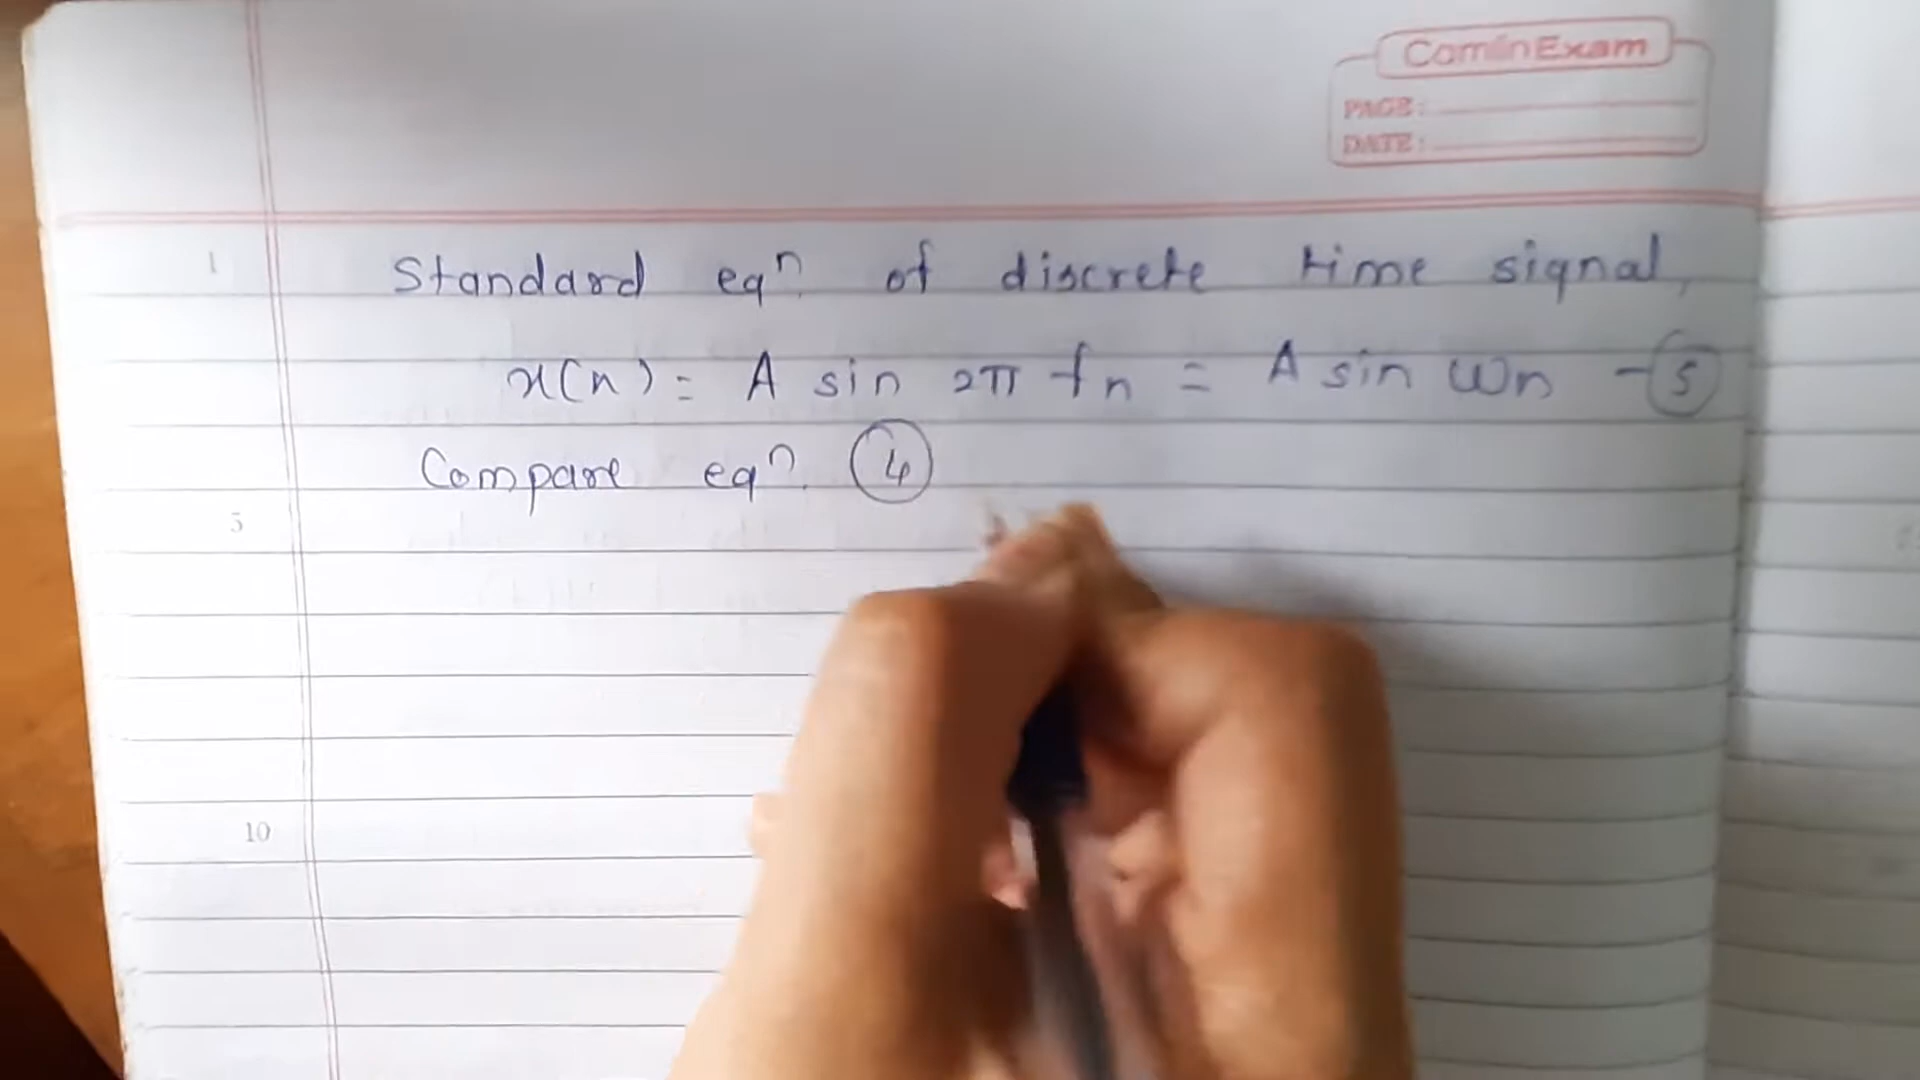 CamlinExam
PAGE:
DATE:
1
Standard eqⁿ. of discrete time signal,
x(n) = A sin 2π fn = A sin ωn - ⑤
Compare eqⁿ. ④
5
10